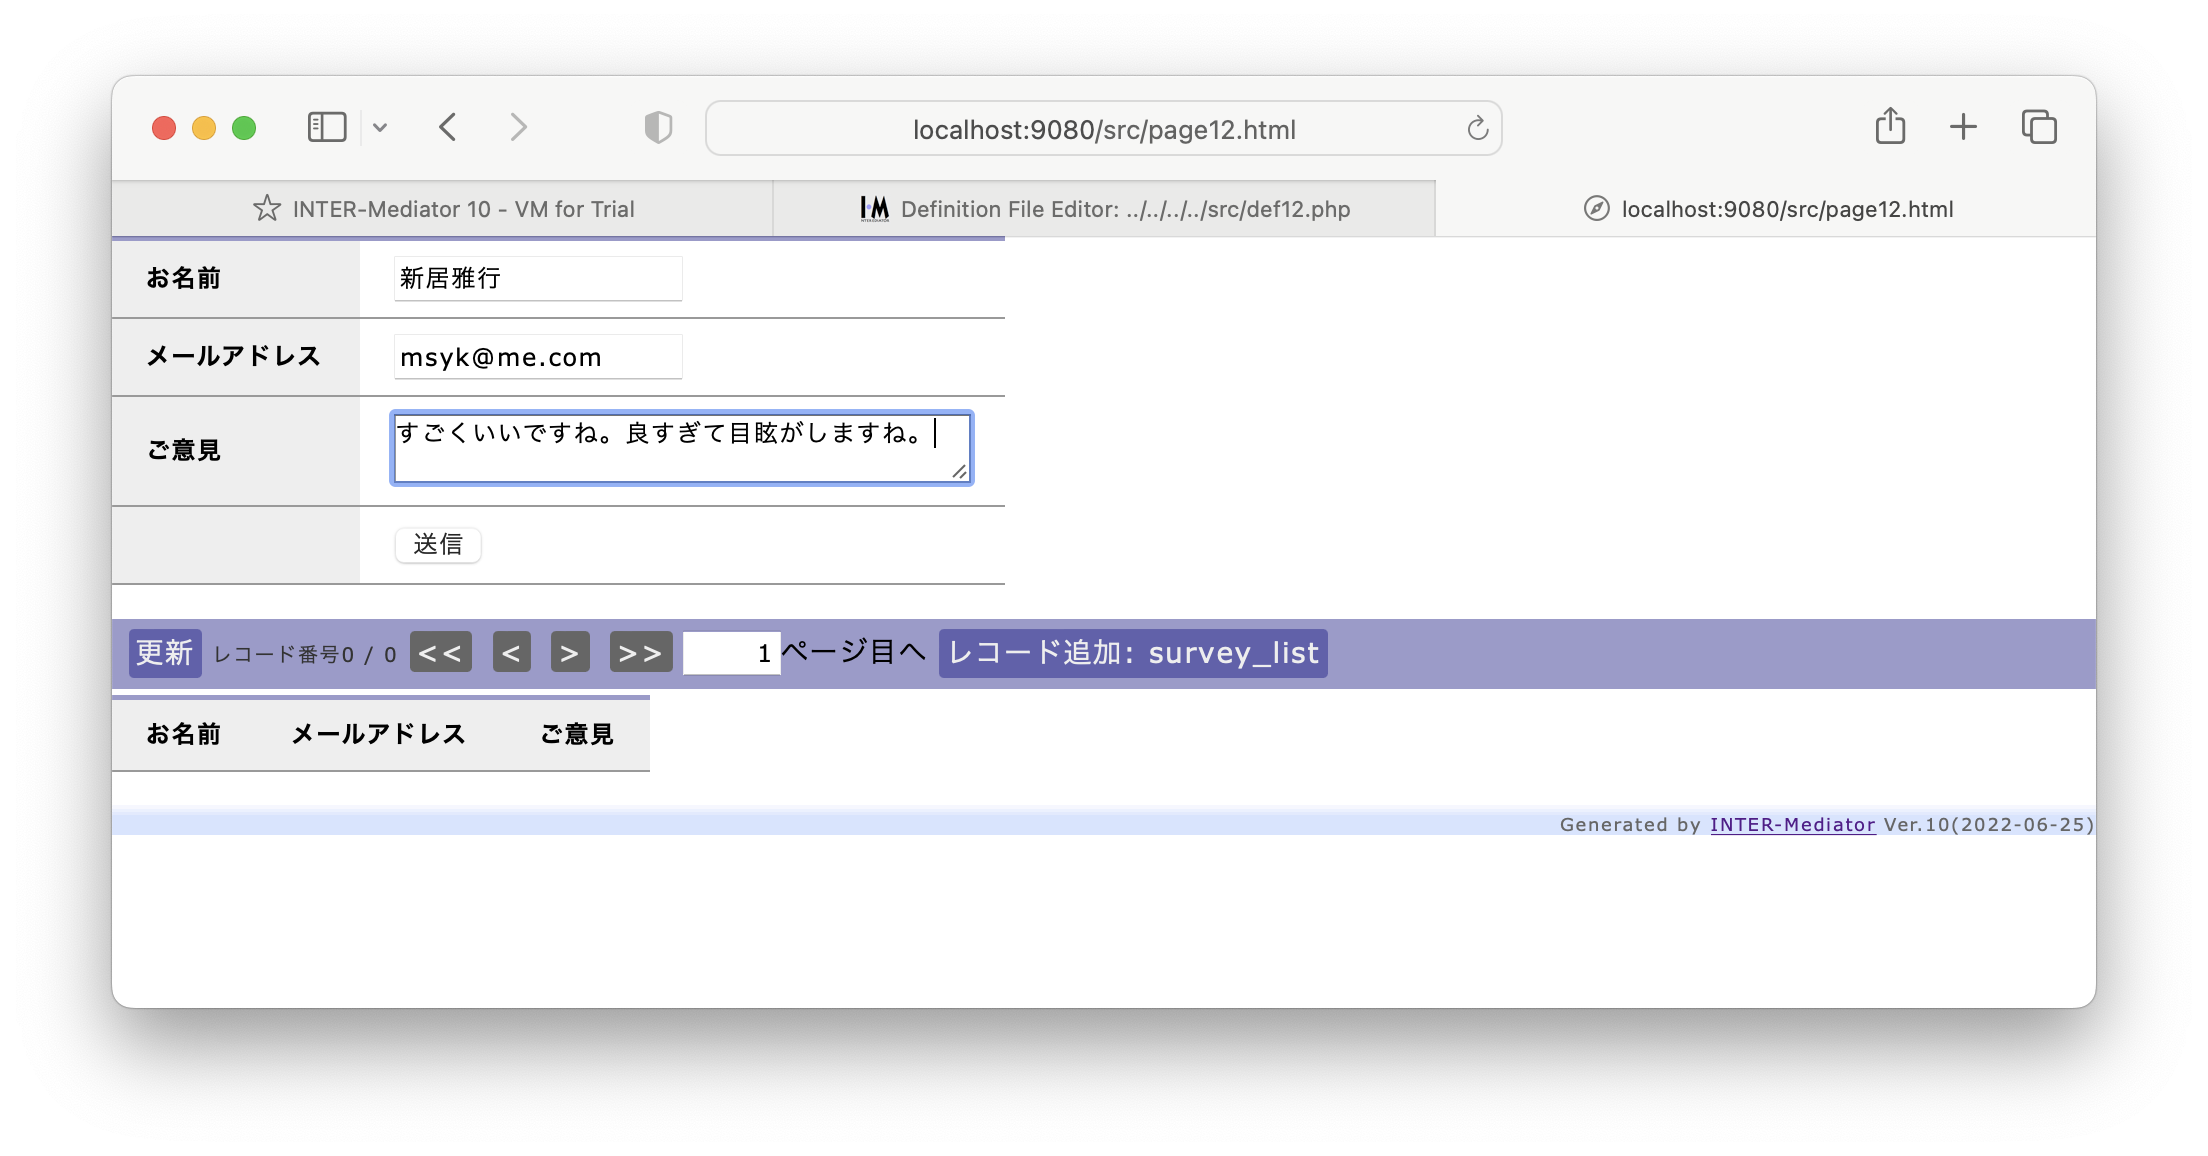 localhost:9080/src/page12.html
INTER-Mediator 10 - VM for Trial
I•M Definition File Editor: ../../../../src/def12.php
localhost:9080/src/page12.html
お名前 新居雅行
メールアドレス msyk@me.com
ご意見 すごくいいですね。良すぎて目眩がしますね。
送信
更新 レコード番号0 / 0 << < > >> 1 ページ目へ レコード追加: survey_list
お名前 メールアドレス ご意見
Generated by INTER-Mediator Ver.10(2022-06-25)